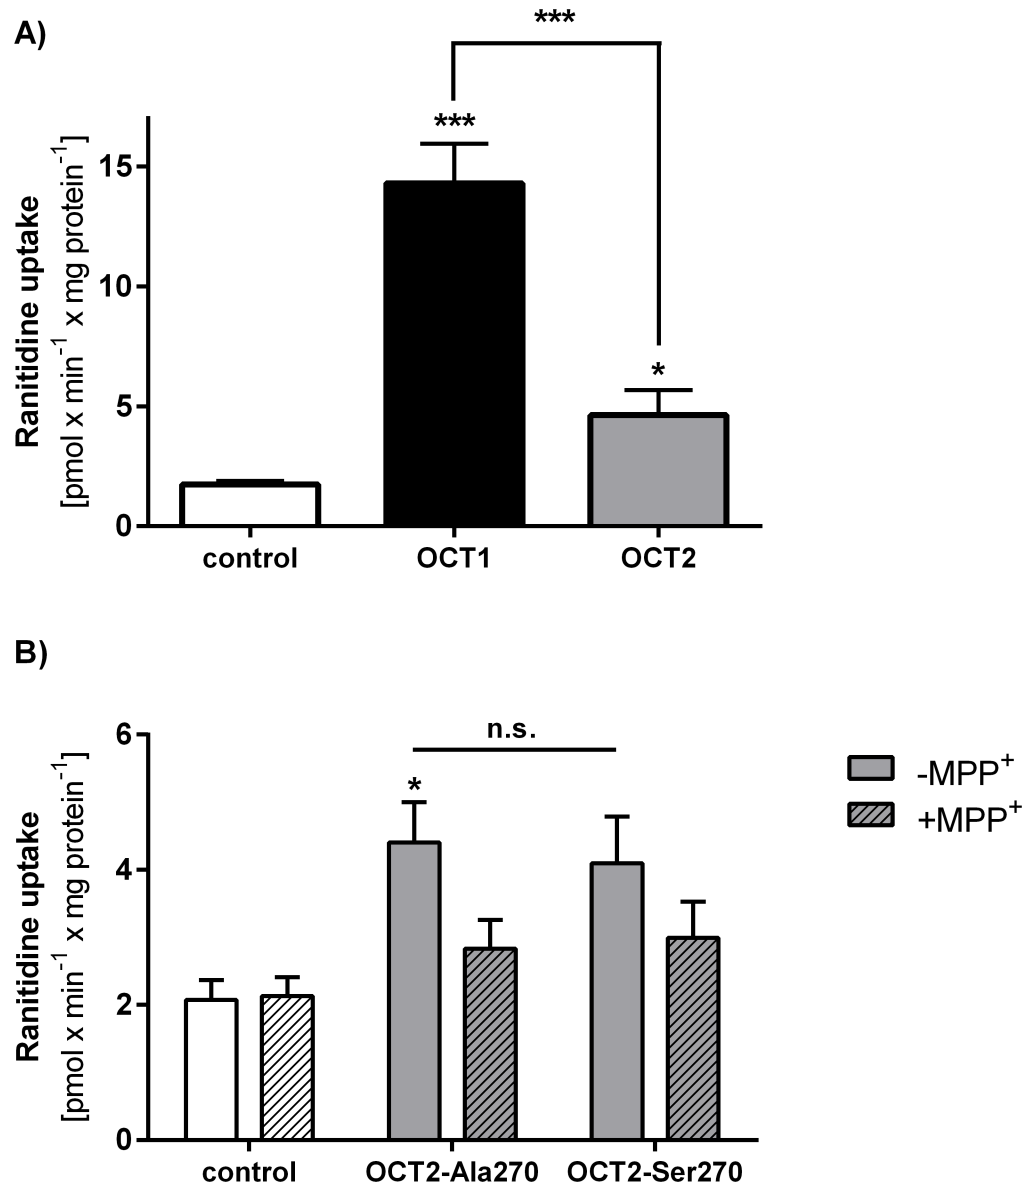 A)
***
***
*
Ranitidine uptake
[pmol x min⁻¹ x mg protein⁻¹]
15
10
5
0
control OCT1 OCT2
B)
n.s.
*
Ranitidine uptake
[pmol x min⁻¹ x mg protein⁻¹]
6
4
2
0
control OCT2-Ala270 OCT2-Ser270
-MPP⁺
+MPP⁺